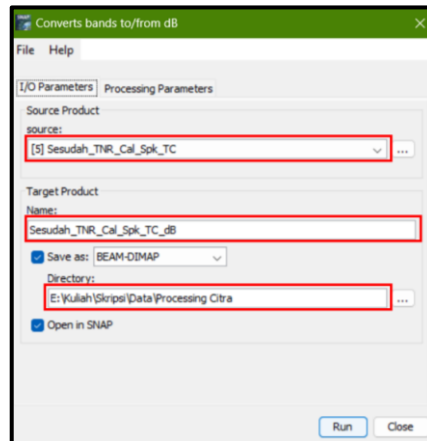 Converts bands to/from dB
File Help
I/O Parameters Processing Parameters
Source Product
source:
[5] Sesudah_TNR_Cal_Spk_TC
...
Target Product
Name:
Sesudah_TNR_Cal_Spk_TC_dB
Save as: BEAM-DIMAP
Directory:
E:\Kuliah\Skripsi\Data\Processing Citra
...
Open in SNAP
Run Close